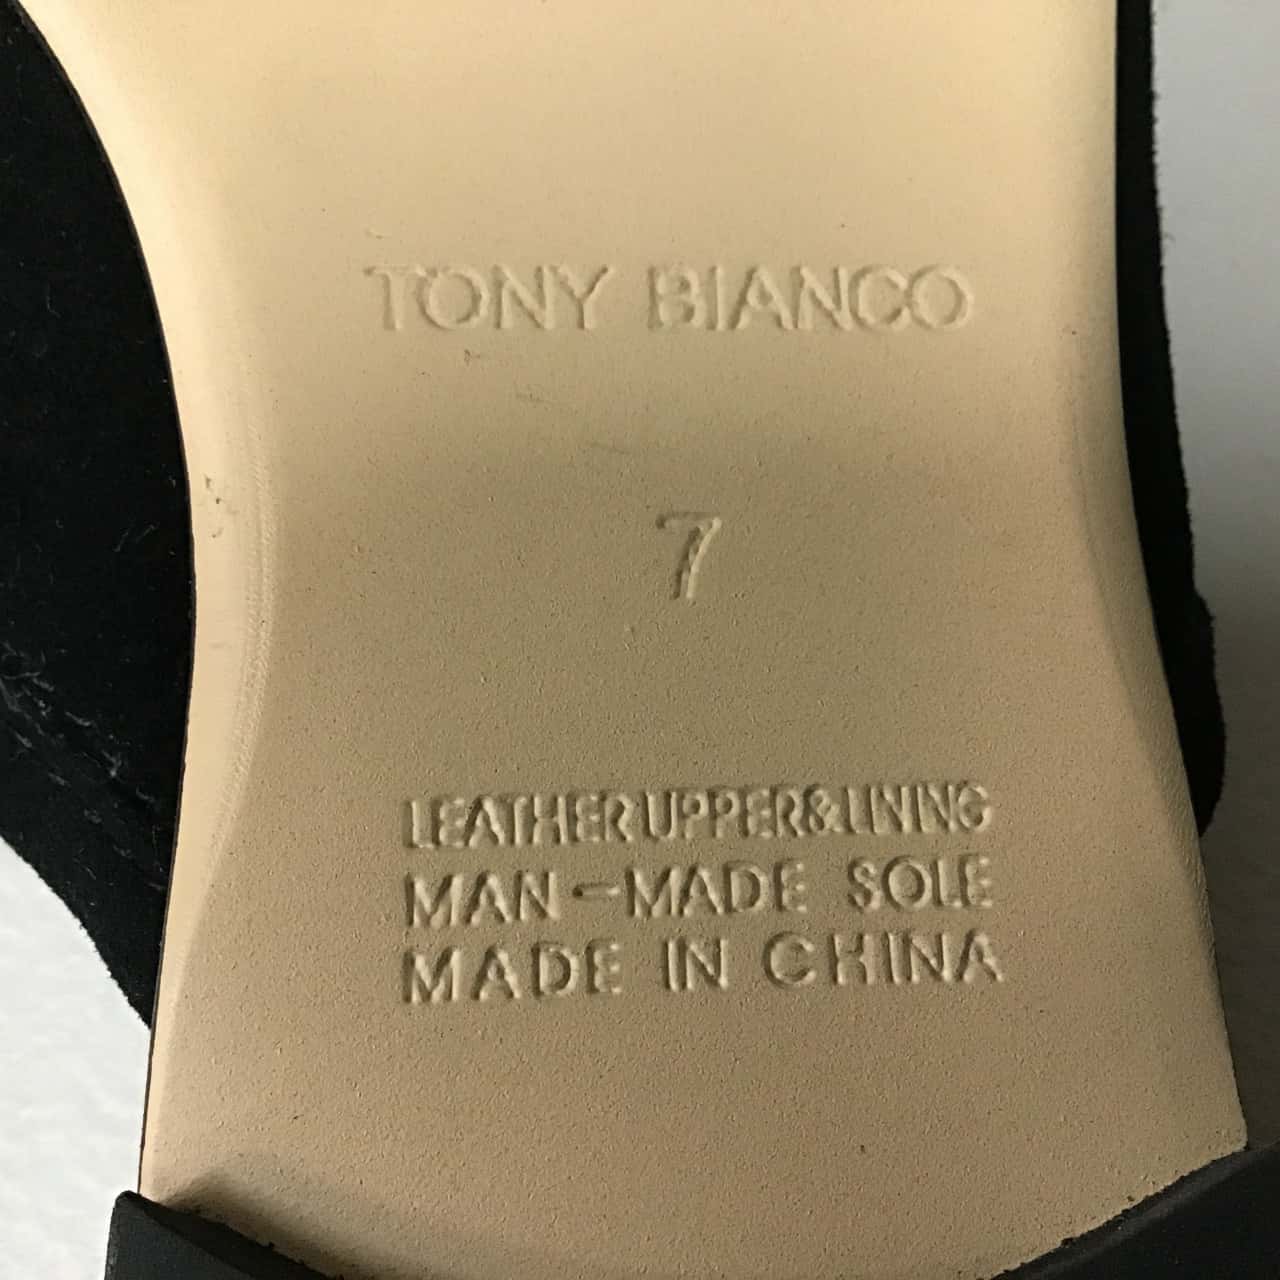 TONY BIANCO
7
LEATHER UPPER & LINING
MAN-MADE SOLE
MADE IN CHINA